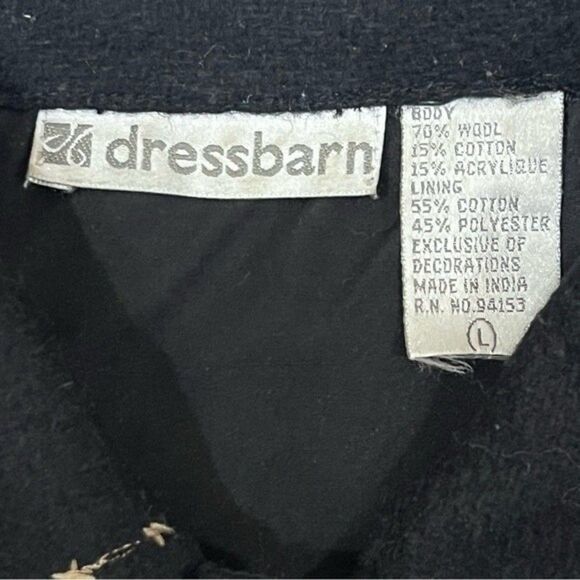 dressbarn
BODY
70% WOOL
15% COTTON
15% ACRYLIQUE
LINING
55% COTTON
45% POLYESTER
EXCLUSIVE OF
DECORATIONS
MADE IN INDIA
R.N. NO.94153
L